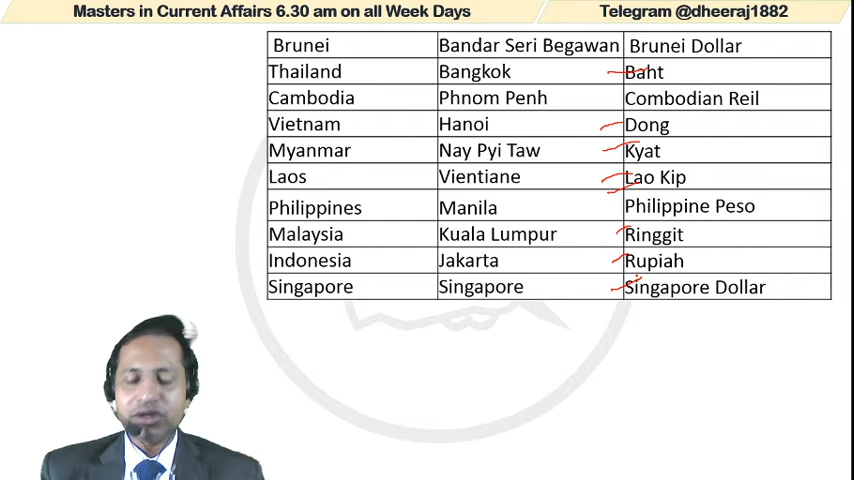 Masters in Current Affairs 6.30 am on all Week Days Telegram @dheeraj1882
Brunei Bandar Seri Begawan Brunei Dollar
Thailand Bangkok Baht
Cambodia Phnom Penh Combodian Reil
Vietnam Hanoi Dong
Myanmar Nay Pyi Taw Kyat
Laos Vientiane Lao Kip
Philippines Manila Philippine Peso
Malaysia Kuala Lumpur Ringgit
Indonesia Jakarta Rupiah
Singapore Singapore Singapore Dollar